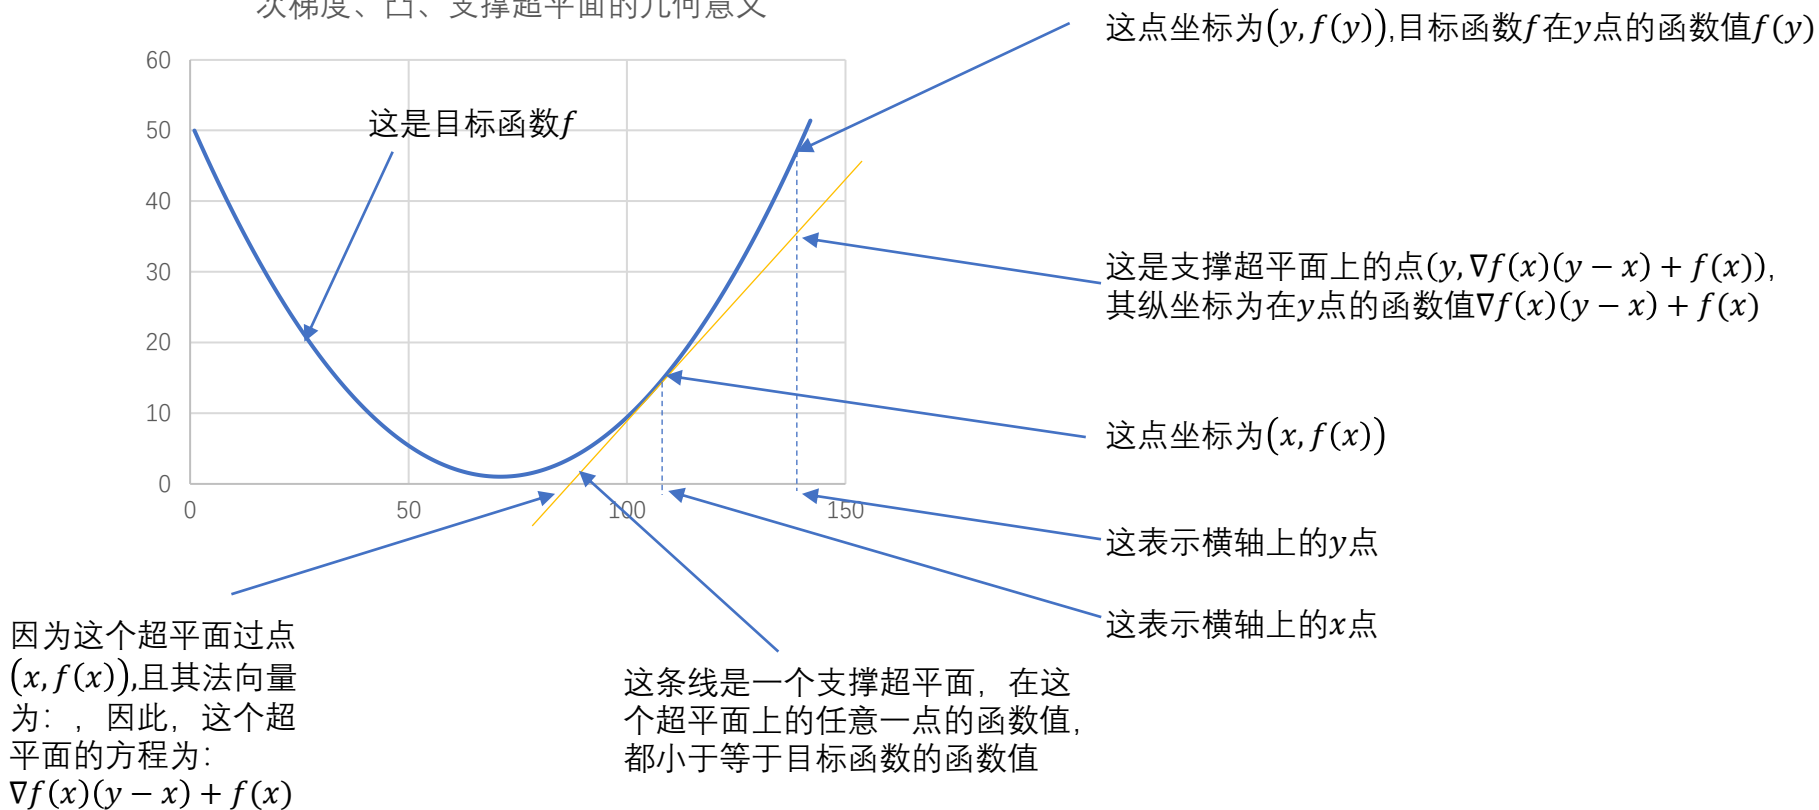 次梯度、凸、支撑超平面的几何意义
这点坐标为(y, f(y)),目标函数f在y点的函数值f(y)
60
50
40
30
20
10
0
0
50
100
150
这是目标函数f
这是支撑超平面上的点(y, ∇f(x)(y − x) + f(x)),
其纵坐标为在y点的函数值∇f(x)(y − x) + f(x)
这点坐标为(x, f(x))
这表示横轴上的y点
这表示横轴上的x点
因为这个超平面过点
(x, f(x)),且其法向量
为：，因此，这个超
平面的方程为：
∇f(x)(y − x) + f(x)
这条线是一个支撑超平面，在这
个超平面上的任意一点的函数值，
都小于等于目标函数的函数值